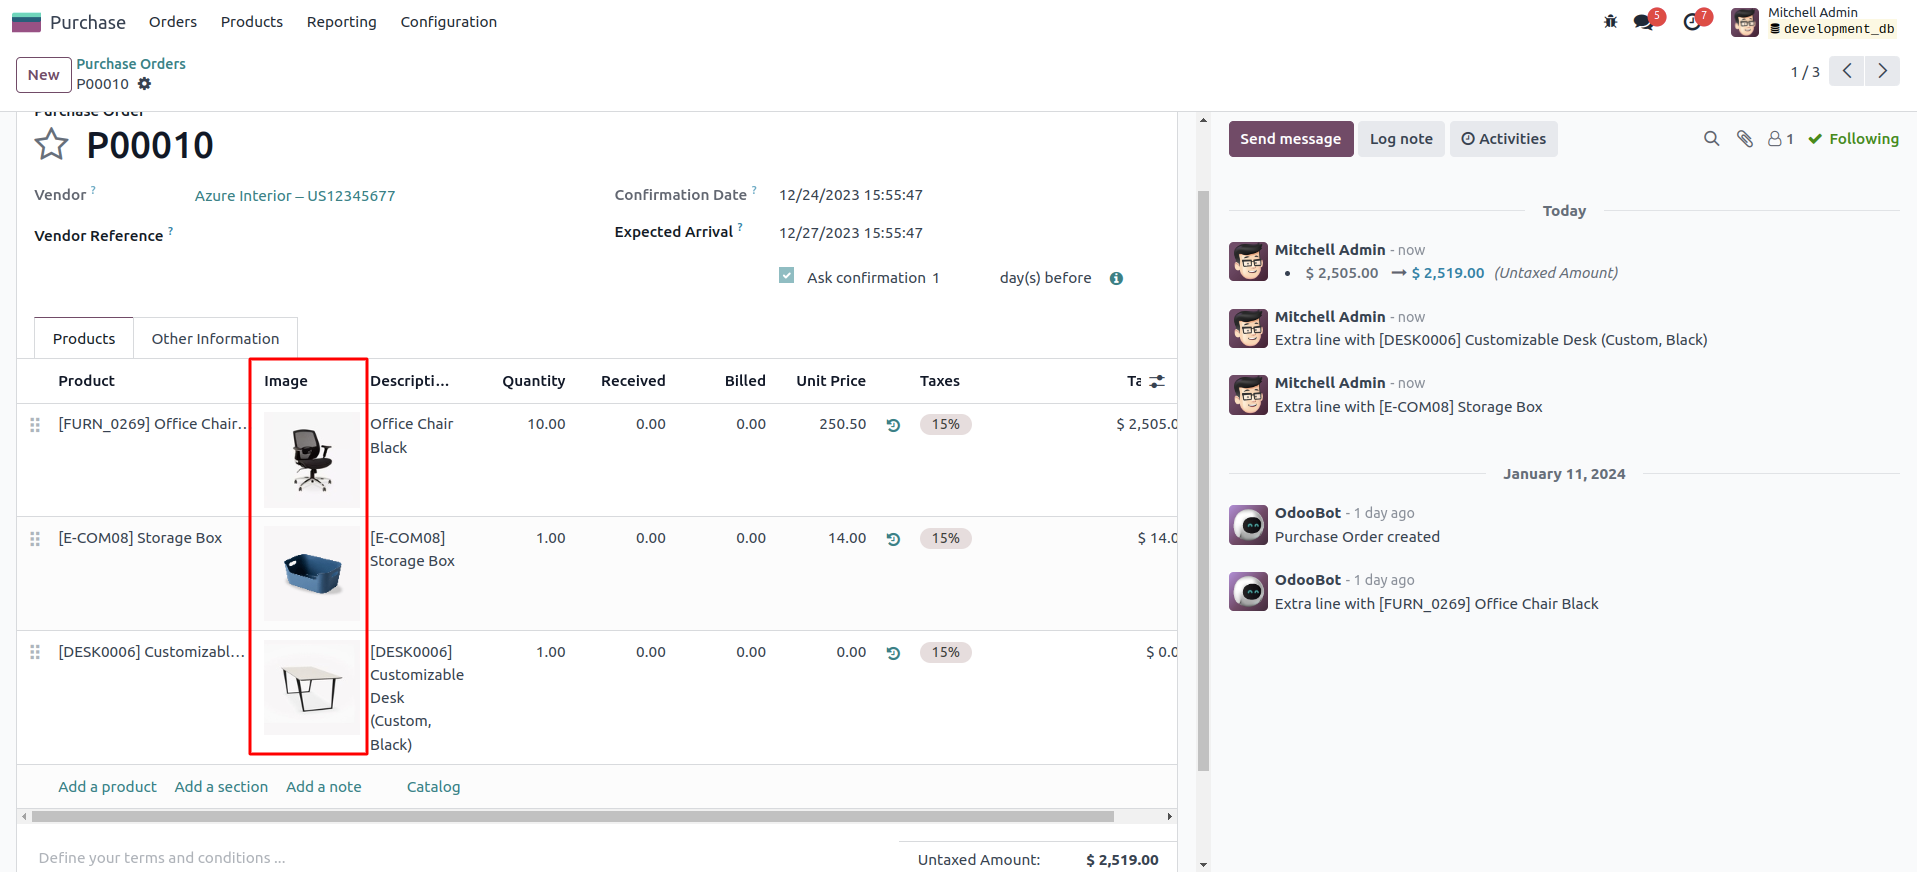 Purchase Orders Products Reporting Configuration
5 7 Mitchell Admin
development_db
New Purchase Orders
P00010
1 / 3
Purchase Order
P00010
Vendor ? Azure Interior – US12345677
Vendor Reference ?
Confirmation Date ? 12/24/2023 15:55:47
Expected Arrival ? 12/27/2023 15:55:47
Ask confirmation 1 day(s) before
Products Other Information
Product Image Descripti... Quantity Received Billed Unit Price Taxes
[FURN_0269] Office Chair... Office Chair 10.00 0.00 0.00 250.50 15% $ 2,505.0
Black
[E-COM08] Storage Box [E-COM08] 1.00 0.00 0.00 14.00 15% $ 14.0
Storage Box
[DESK0006] Customizabl... [DESK0006] 1.00 0.00 0.00 0.00 15% $ 0.0
Customizable
Desk
(Custom,
Black)
Add a product Add a section Add a note Catalog
Define your terms and conditions ...
Untaxed Amount: $ 2,519.00
Send message Log note Activities 1 Following
Today
Mitchell Admin - now
• $ 2,505.00 → $ 2,519.00 (Untaxed Amount)
Mitchell Admin - now
Extra line with [DESK0006] Customizable Desk (Custom, Black)
Mitchell Admin - now
Extra line with [E-COM08] Storage Box
January 11, 2024
OdooBot - 1 day ago
Purchase Order created
OdooBot - 1 day ago
Extra line with [FURN_0269] Office Chair Black